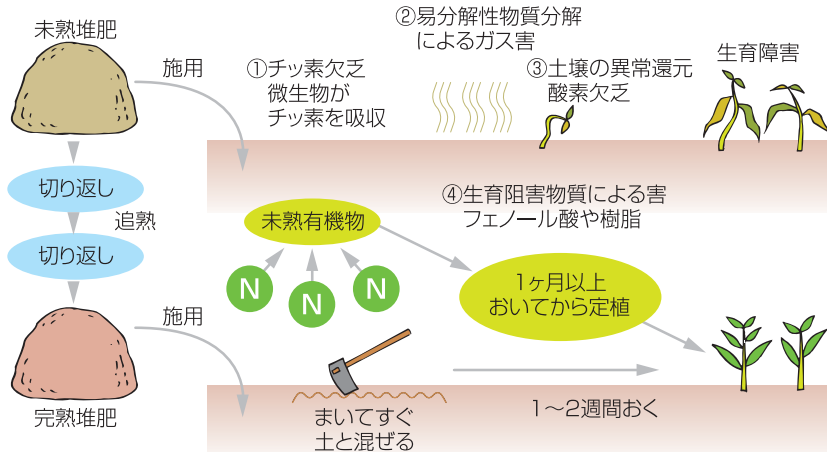 未熟堆肥
施用
①チッ素欠乏
微生物が
チッ素を吸収
②易分解性物質分解
によるガス害
③土壌の異常還元
酸素欠乏
生育障害
切り返し
追熟
切り返し
未熟有機物
④生育阻害物質による害
フェノール酸や樹脂
N
N
N
1ヶ月以上
おいてから定植
完熟堆肥
施用
まいてすぐ
土と混ぜる
1〜2週間おく